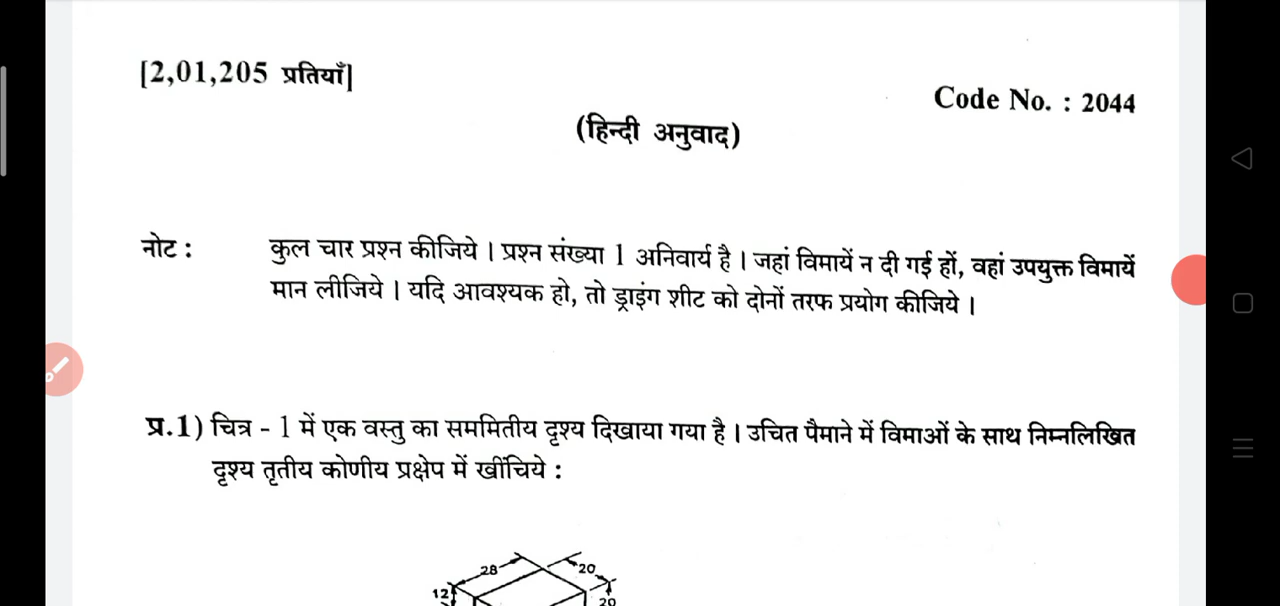 [2,01,205 प्रतियाँ]
Code No. : 2044
(हिन्दी अनुवाद)
नोट : कुल चार प्रश्न कीजिये । प्रश्न संख्या 1 अनिवार्य है । जहां विमायें न दी गई हों, वहां उपयुक्त विमायें
मान लीजिये । यदि आवश्यक हो, तो ड्राइंग शीट को दोनों तरफ प्रयोग कीजिये ।
प्र.1) चित्र - 1 में एक वस्तु का सममितीय दृश्य दिखाया गया है । उचित पैमाने में विमाओं के साथ निम्नलिखित
दृश्य तृतीय कोणीय प्रक्षेप में खींचिये :
28 20
12 20